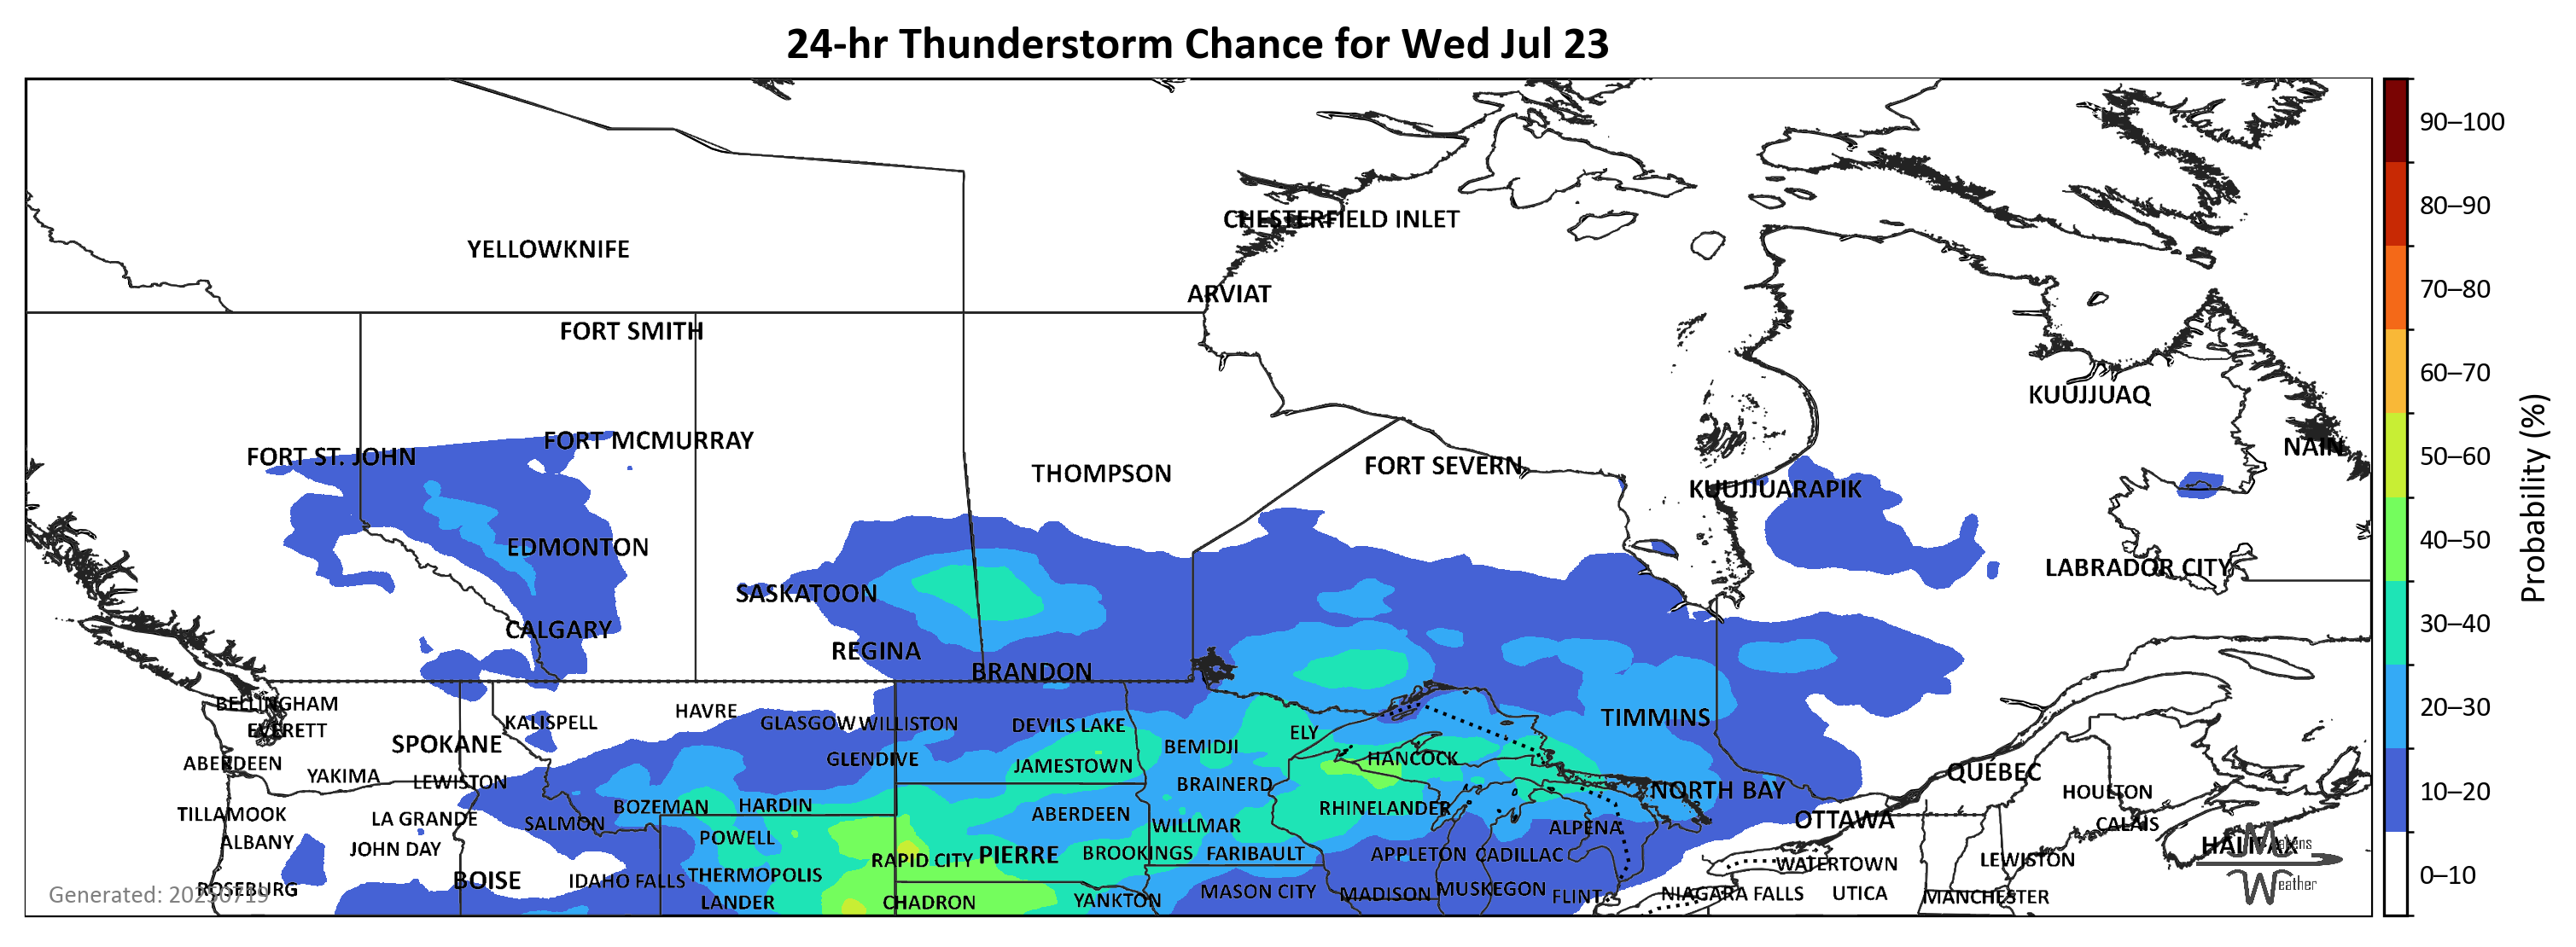 24-hr Thunderstorm Chance for Wed Jul 23
90–100
80–90
70–80
60–70
50–60
40–50
30–40
20–30
10–20
0–10
Probability (%)
CHESTERFIELD INLET
YELLOWKNIFE
ARVIAT
FORT SMITH
KUUJJUAQ
FORT MCMURRAY
NAIN
FORT ST. JOHN
FORT SEVERN
THOMPSON
KUUJJUARAPIK
EDMONTON
LABRADOR CITY
SASKATOON
CALGARY
REGINA
BRANDON
BELLINGHAM
HAVRE
TIMMINS
KALISPELL
GLASGOW
WILLISTON
DEVILS LAKE
EVERETT
ELY
SPOKANE
BEMIDJI
GLENDIVE
HANCOCK
ABERDEEN
JAMESTOWN
QUÉBEC
YAKIMA
LEWISTON
BRAINERD
NORTH BAY
HOULTON
BOZEMAN
HARDIN
RHINELANDER
TILLAMOOK
LA GRANDE
ABERDEEN
OTTAWA
SALMON
WILLMAR
CALAIS
ALPENA
POWELL
ALBANY
HALIFAX
JOHN DAY
BROOKINGS
FARIBAULT
APPLETON
CADILLAC
PIERRE
RAPID CITY
LEWISTON
WATERTOWN
THERMOPOLIS
BOISE
IDAHO FALLS
ROSEBURG
MASON CITY
MADISON
MUSKEGON
NIAGARA FALLS
UTICA
FLINT
MANCHESTER
LANDER
CHADRON
YANKTON
Generated: 20250719
Weather